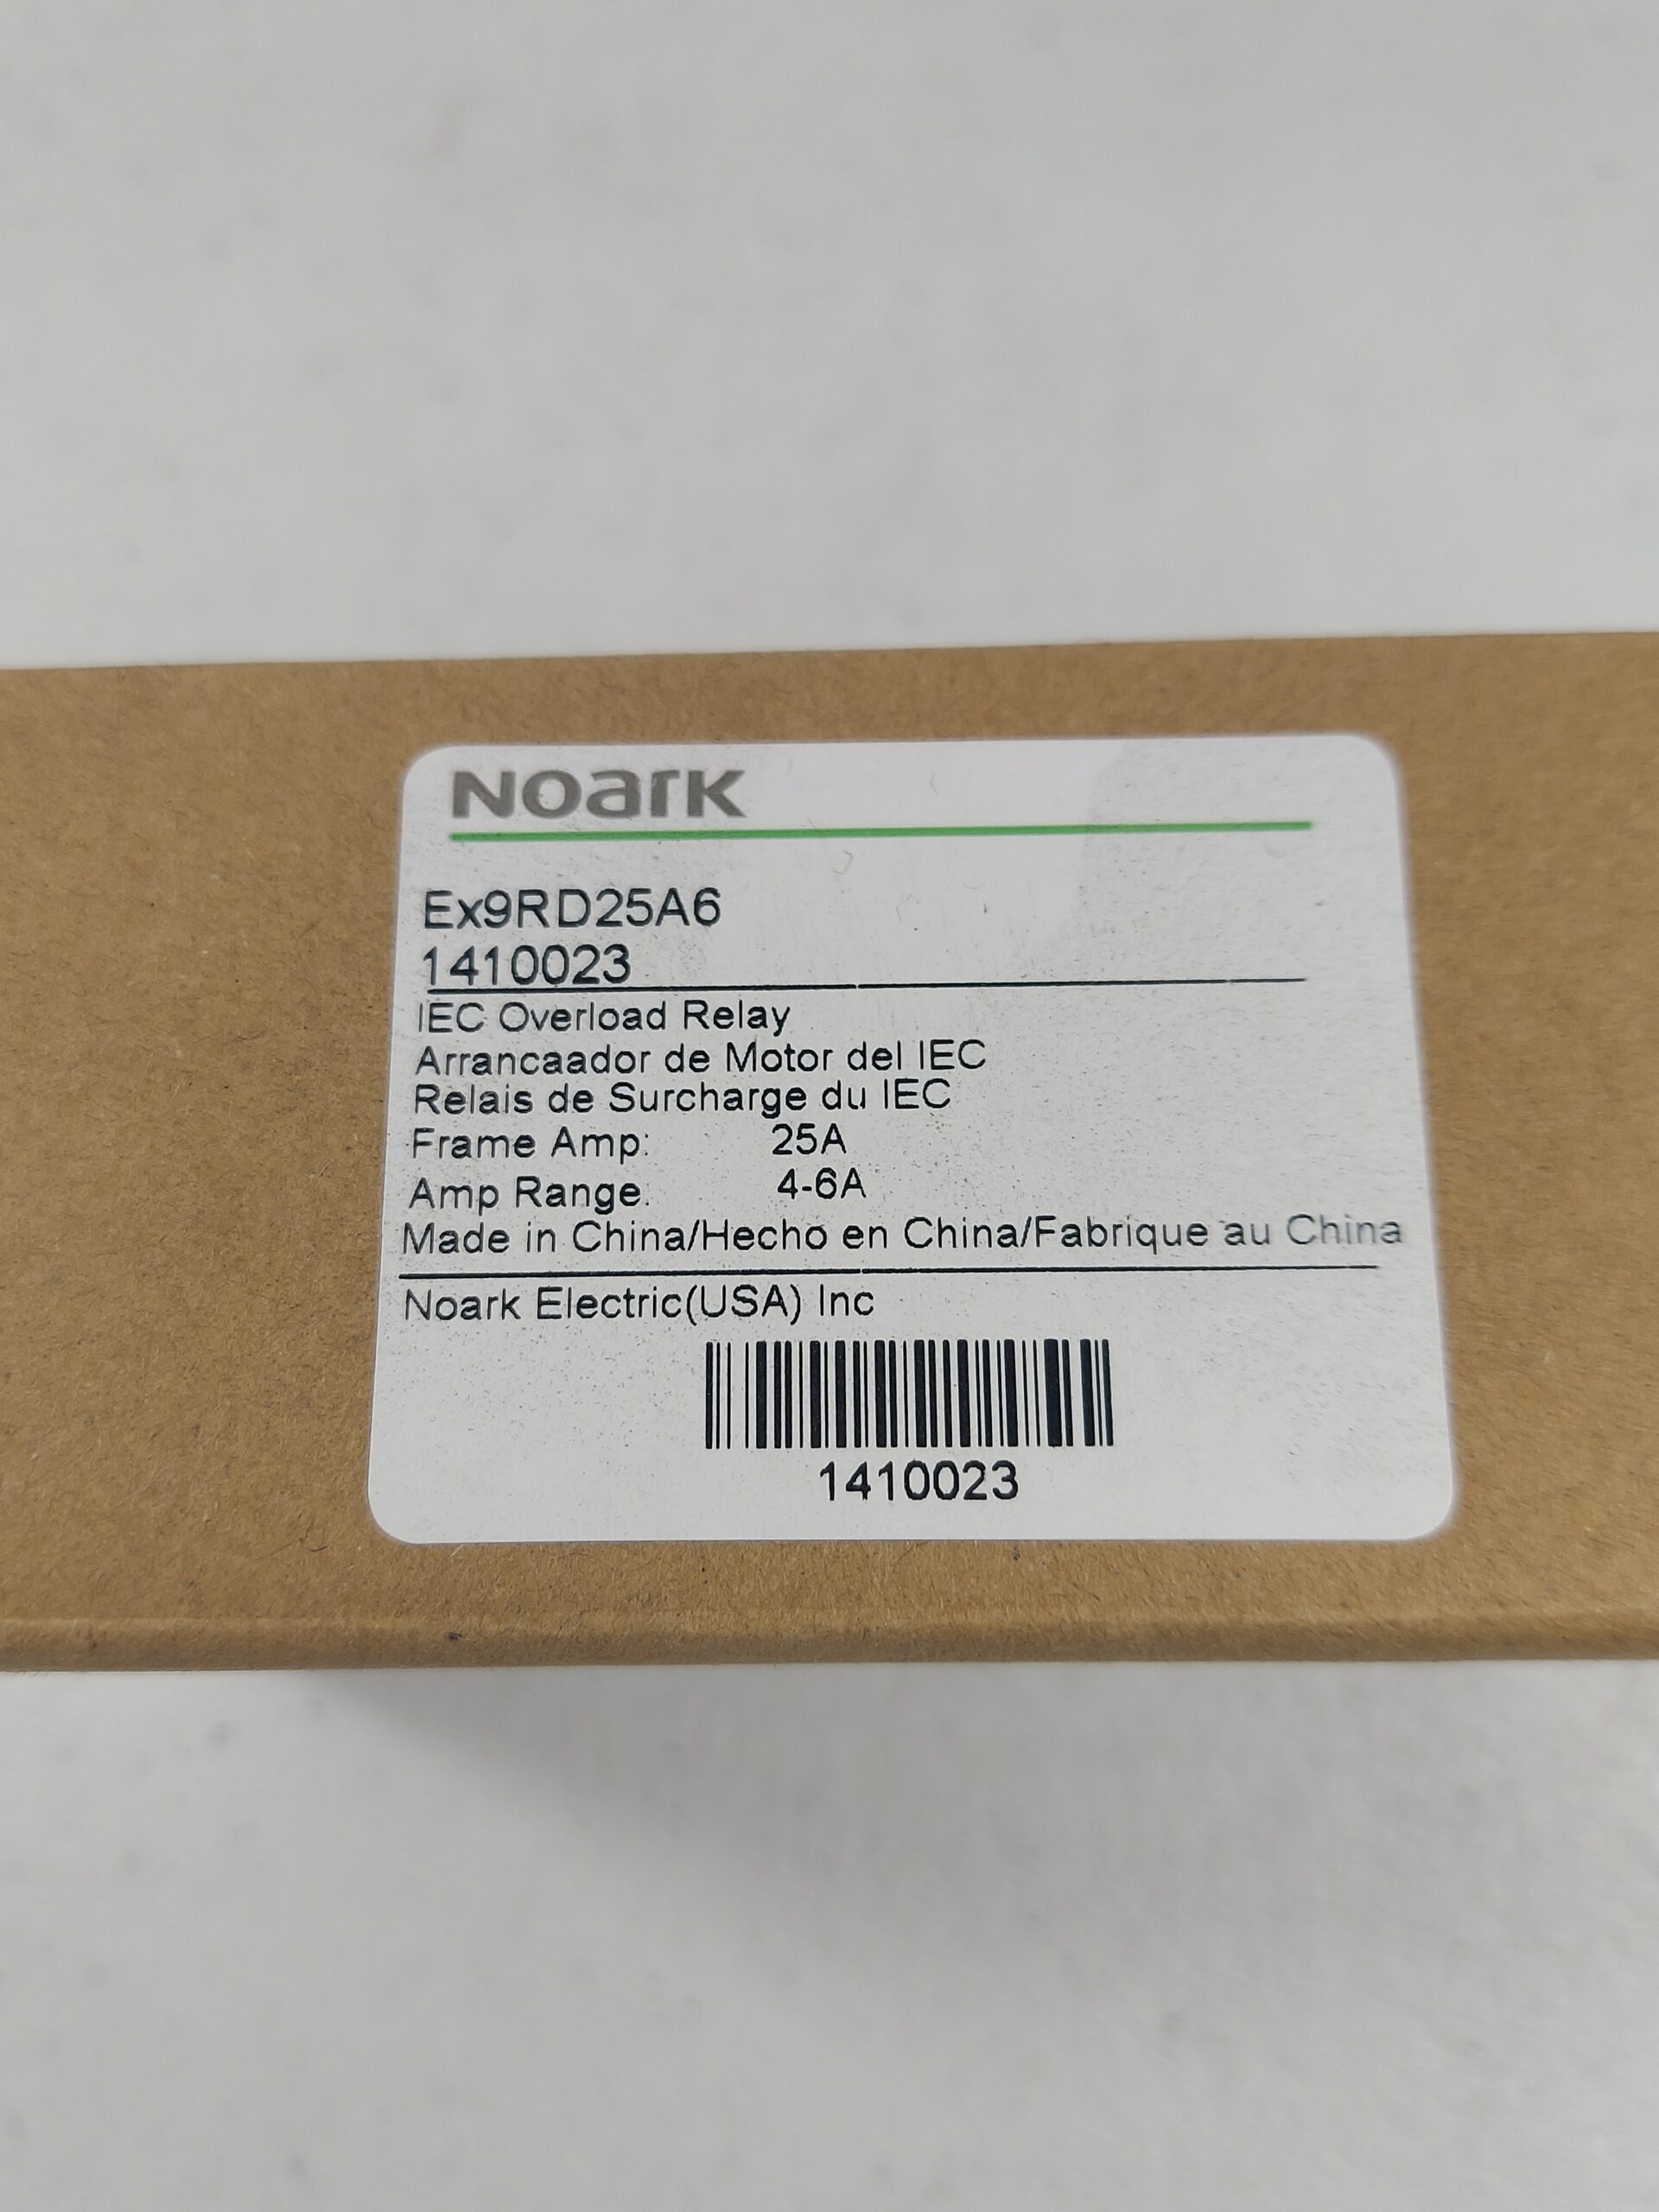 NOARK
Ex9RD25A6
1410023
IEC Overload Relay
Arrancaador de Motor del IEC
Relais de Surcharge du IEC
Frame Amp: 25A
Amp Range: 4-6A
Made in China/Hecho en China/Fabrique au China
Noark Electric(USA) Inc
1410023